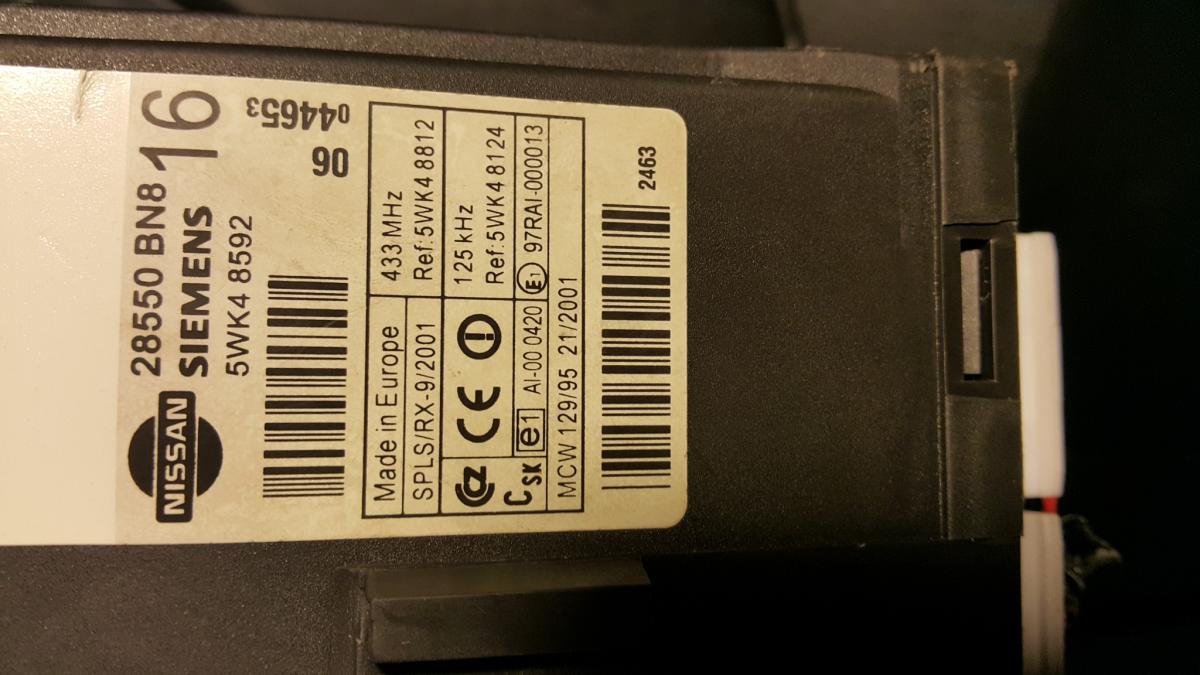 NISSAN
28550 BN8 16
SIEMENS
5WK4 8592
044653
06
Made in Europe
433 MHz
SPLS/RX-9/2001
Ref:5WK4 8812
125 kHz
CE
Ref:5WK4 8124
CSK e1 AI-00 0420 E1 97RAI-000013
MCW 129/95 21/2001
2463